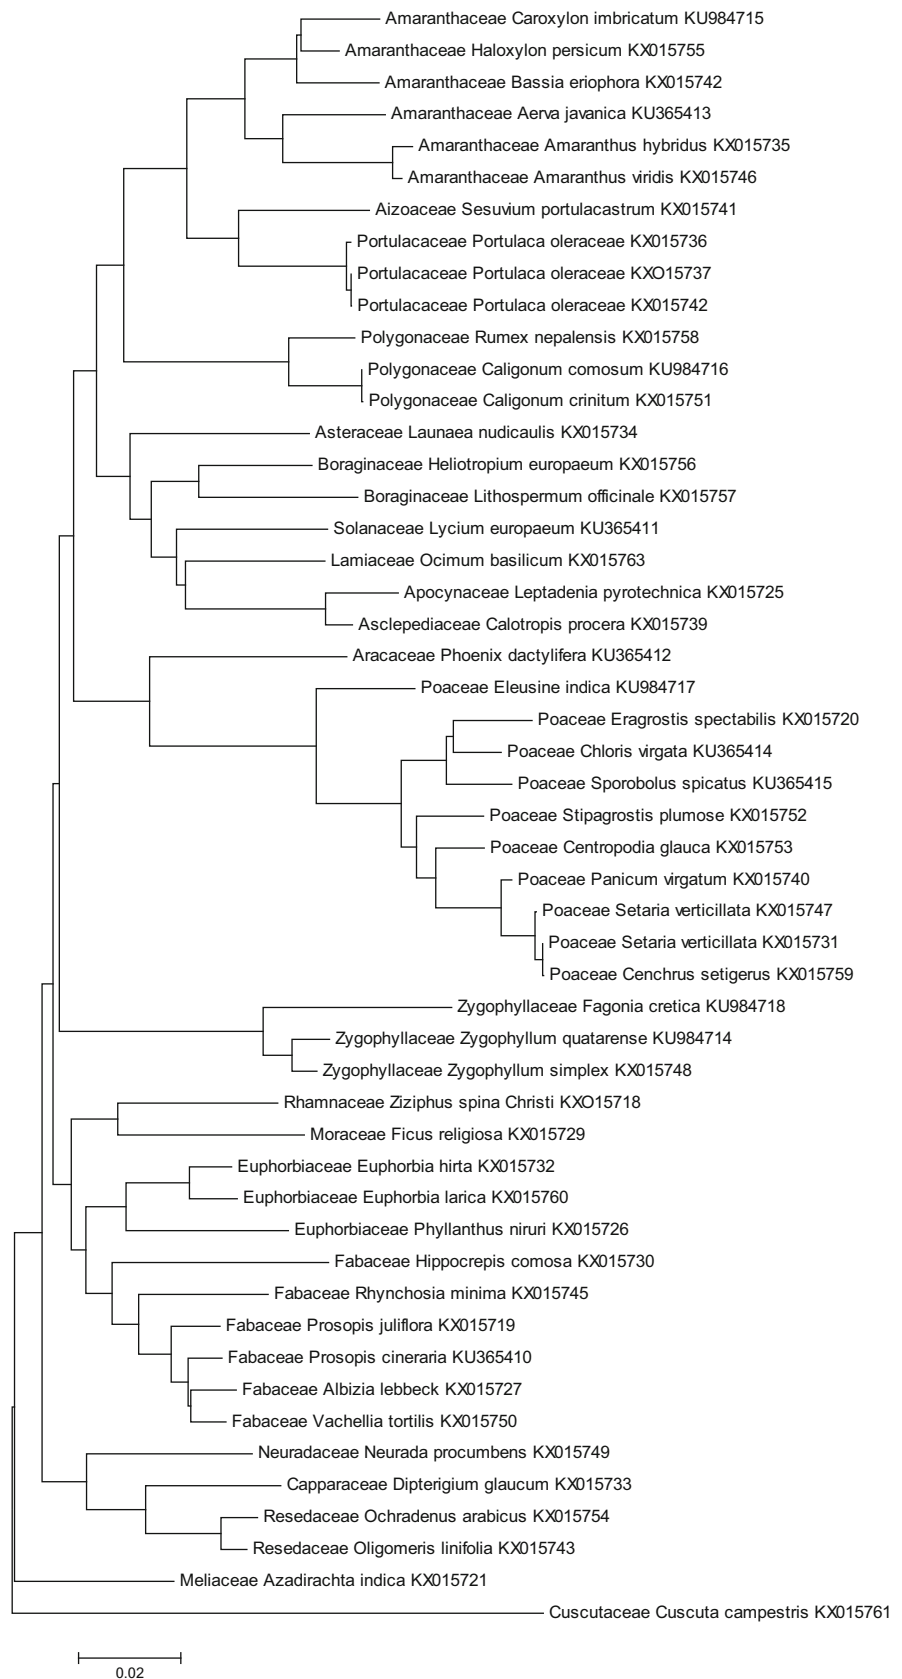 Amaranthaceae Caroxylon imbricatum KU984715
Amaranthaceae Haloxylon persicum KX015755
Amaranthaceae Bassia eriophora KX015742
Amaranthaceae Aerva javanica KU365413
Amaranthaceae Amaranthus hybridus KX015735
Amaranthaceae Amaranthus viridis KX015746
Aizoaceae Sesuvium portulacastrum KX015741
Portulacaceae Portulaca oleraceae KX015736
Portulacaceae Portulaca oleraceae KXO15737
Portulacaceae Portulaca oleraceae KX015742
Polygonaceae Rumex nepalensis KX015758
Polygonaceae Caligonum comosum KU984716
Polygonaceae Caligonum crinitum KX015751
Asteraceae Launaea nudicaulis KX015734
Boraginaceae Heliotropium europaeum KX015756
Boraginaceae Lithospermum officinale KX015757
Solanaceae Lycium europaeum KU365411
Lamiaceae Ocimum basilicum KX015763
Apocynaceae Leptadenia pyrotechnica KX015725
Asclepediaceae Calotropis procera KX015739
Aracaceae Phoenix dactylifera KU365412
Poaceae Eleusine indica KU984717
Poaceae Eragrostis spectabilis KX015720
Poaceae Chloris virgata KU365414
Poaceae Sporobolus spicatus KU365415
Poaceae Stipagrostis plumose KX015752
Poaceae Centropodia glauca KX015753
Poaceae Panicum virgatum KX015740
Poaceae Setaria verticillata KX015747
Poaceae Setaria verticillata KX015731
Poaceae Cenchrus setigerus KX015759
Zygophyllaceae Fagonia cretica KU984718
Zygophyllaceae Zygophyllum quatarense KU984714
Zygophyllaceae Zygophyllum simplex KX015748
Rhamnaceae Ziziphus spina Christi KXO15718
Moraceae Ficus religiosa KX015729
Euphorbiaceae Euphorbia hirta KX015732
Euphorbiaceae Euphorbia larica KX015760
Euphorbiaceae Phyllanthus niruri KX015726
Fabaceae Hippocrepis comosa KX015730
Fabaceae Rhynchosia minima KX015745
Fabaceae Prosopis juliflora KX015719
Fabaceae Prosopis cineraria KU365410
Fabaceae Albizia lebbeck KX015727
Fabaceae Vachellia tortilis KX015750
Neuradaceae Neurada procumbens KX015749
Capparaceae Dipterigium glaucum KX015733
Resedaceae Ochradenus arabicus KX015754
Resedaceae Oligomeris linifolia KX015743
Meliaceae Azadirachta indica KX015721
Cuscutaceae Cuscuta campestris KX015761
0.02